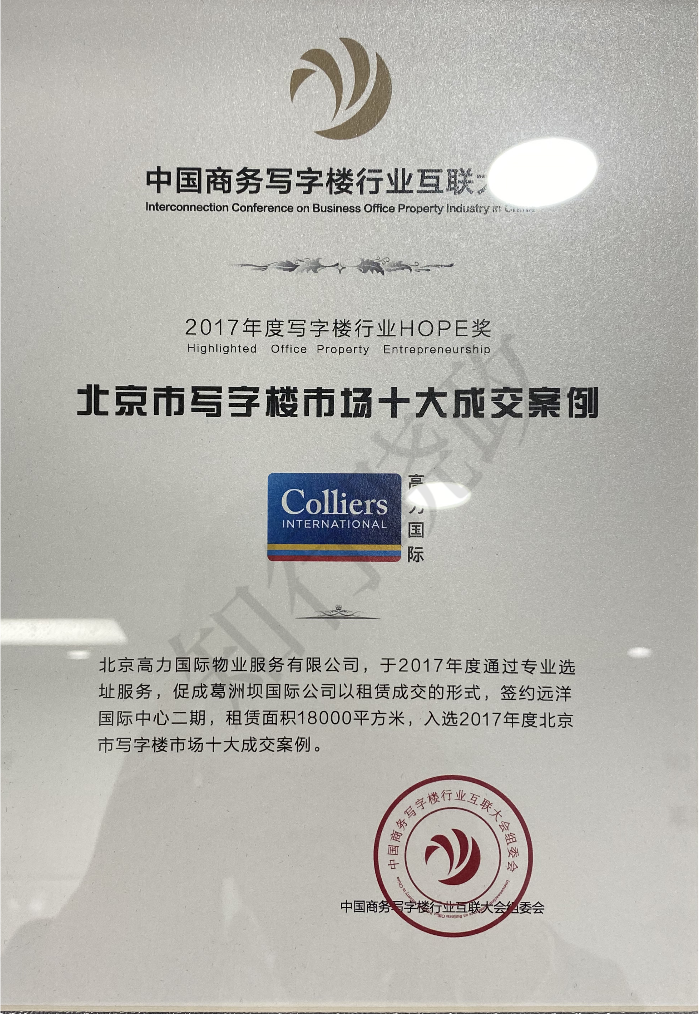 中国商务写字楼行业互联大
Interconnection Conference on Business Office Property Industry in China
2017年度写字楼行业HOPE奖
Highlighted Office Property Entrepreneurship
北京市写字楼市场十大成交案例
Colliers
INTERNATIONAL
高力国际
北京高力国际物业服务有限公司，于2017年度通过专业选
址服务，促成葛洲坝国际公司以租赁成交的形式，签约远洋
国际中心二期，租赁面积18000平方米，入选2017年度北京
市写字楼市场十大成交案例。
中国商务写字楼行业互联大会组委会
中国商务写字楼行业互联大会组委会
知行晓政